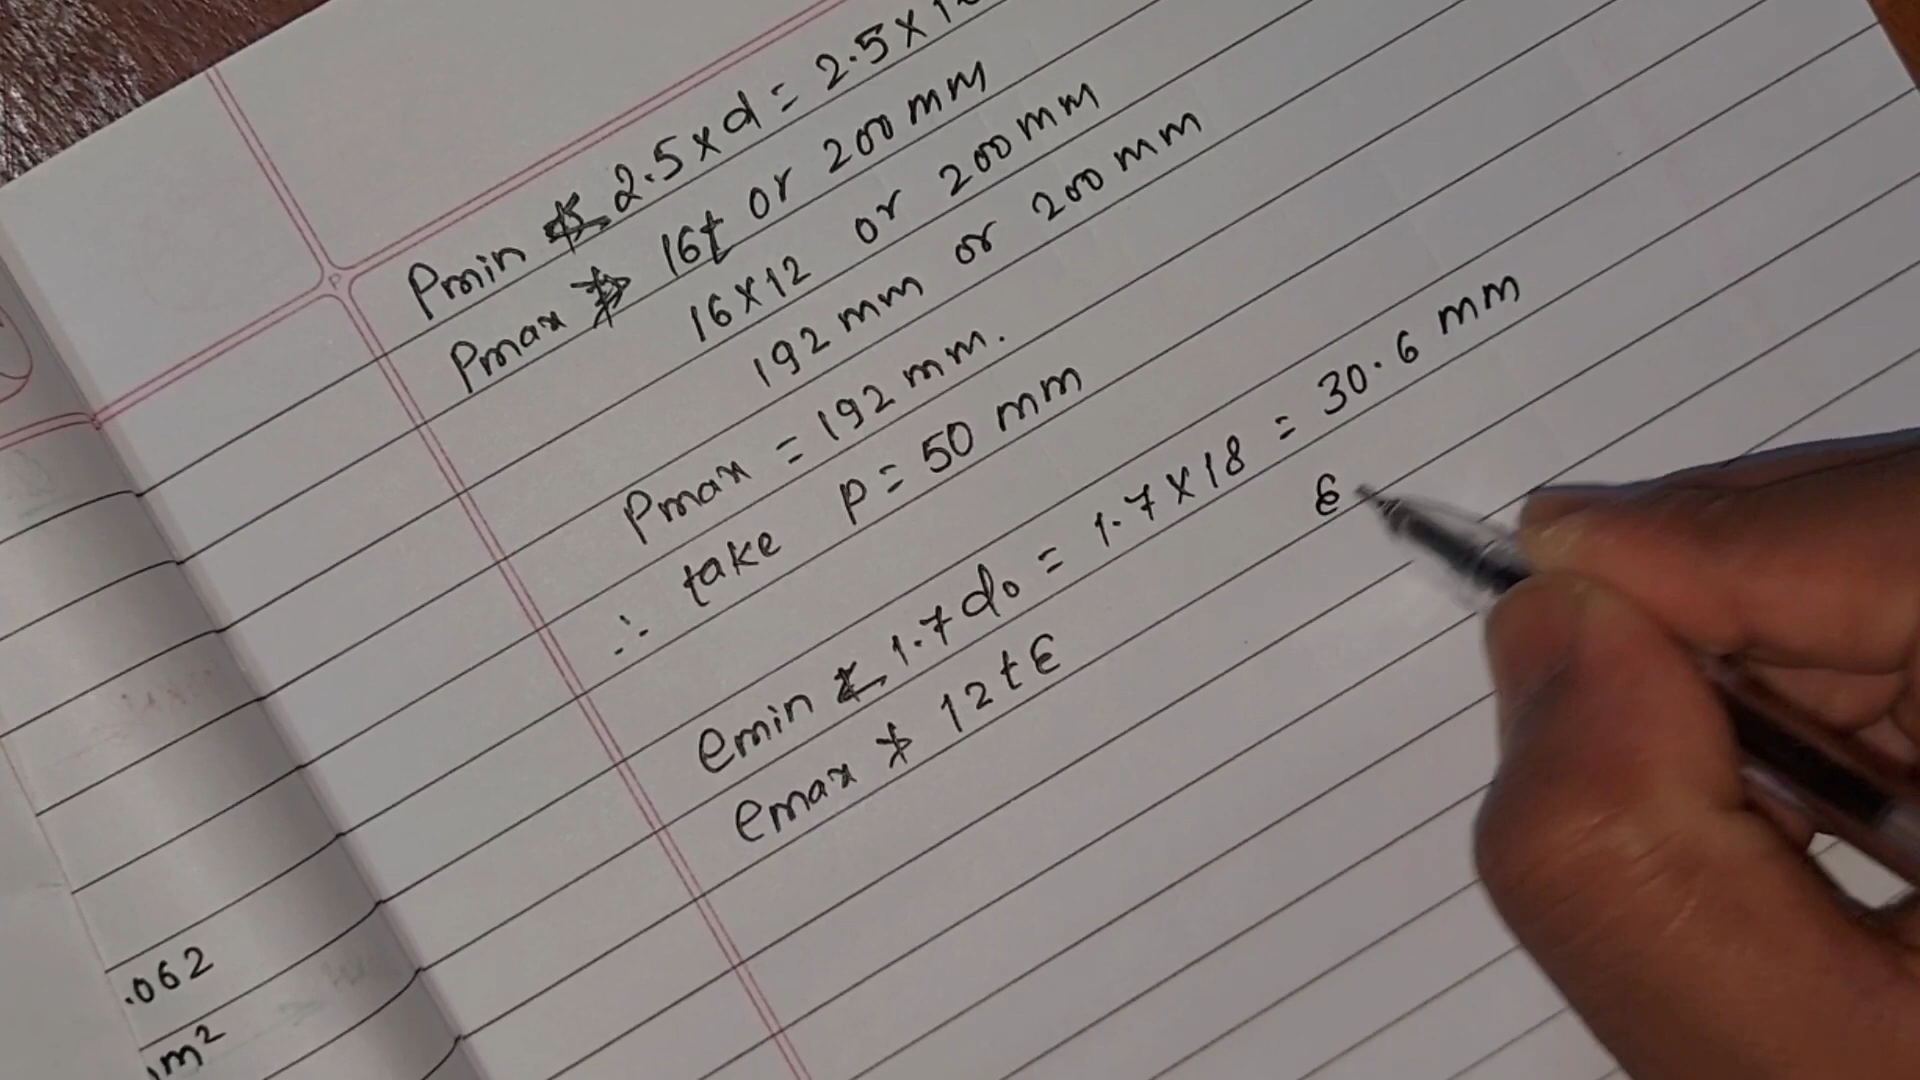 Pmin ≮ 2.5 × d = 2.5 × 1
Pmax ≯ 16t or 200 mm
16 × 12 or 200 mm
192 mm or 200 mm
Pmax = 192 mm.
∴ take P = 50 mm
emin ≮ 1.7 d₀ = 1.7 × 18 = 30.6 mm
emax ≯ 12 t ε
ε
.062
m²